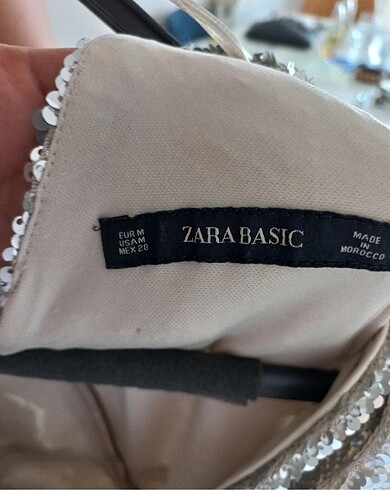 EUR M
USA M
MEX 28
ZARA BASIC
MADE
IN
MOROCCO